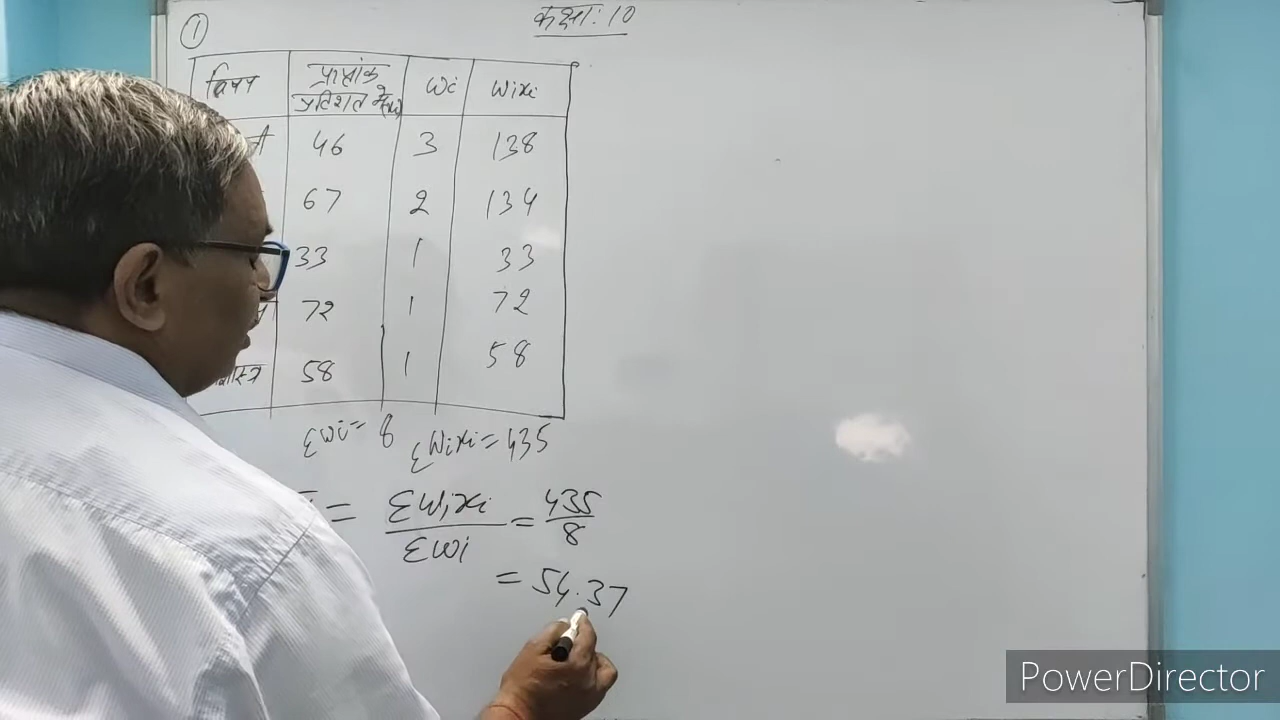 ① कक्षा: 10
विषय प्राप्तांक प्रतिशत में(xi) wi wixi
46 3 138
67 2 134
33 1 33
72 1 72
58 1 58
Σwi = 8 Σwixi = 435
= Σwixi / Σwi = 435 / 8
= 54.37
PowerDirector